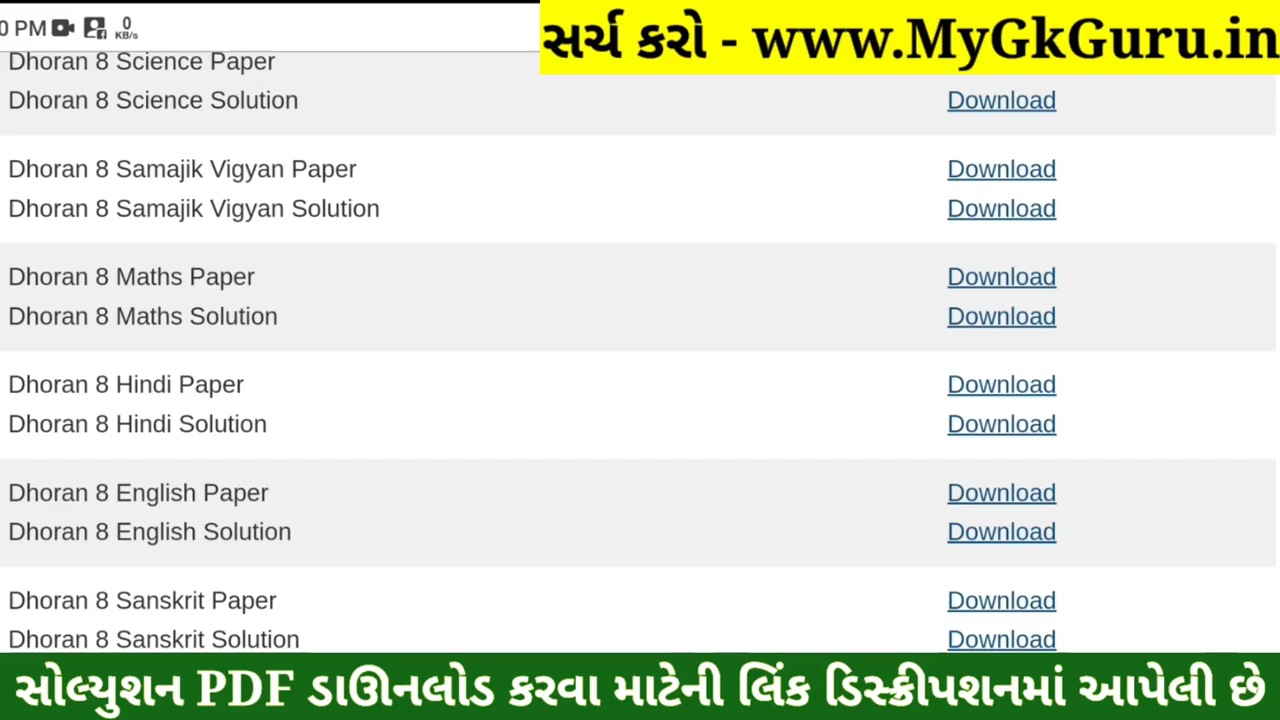 0 PM 0 KB/s
સર્ચ કરો - www.MyGkGuru.in
Dhoran 8 Science Paper
Dhoran 8 Science Solution Download
Dhoran 8 Samajik Vigyan Paper Download
Dhoran 8 Samajik Vigyan Solution Download
Dhoran 8 Maths Paper Download
Dhoran 8 Maths Solution Download
Dhoran 8 Hindi Paper Download
Dhoran 8 Hindi Solution Download
Dhoran 8 English Paper Download
Dhoran 8 English Solution Download
Dhoran 8 Sanskrit Paper Download
Dhoran 8 Sanskrit Solution Download
સોલ્યુશન PDF ડાઊનલોડ કરવા માટેની લિંક ડિસ્ક્રીપશનમાં આપેલી છે